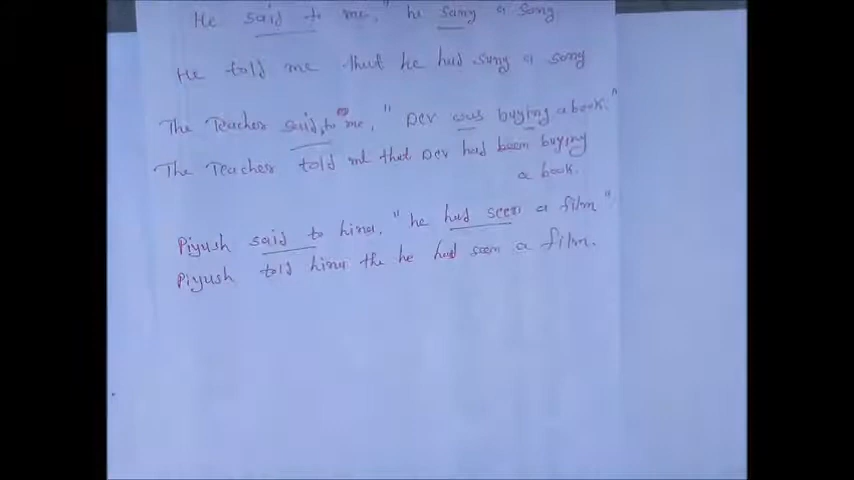 He said to me, "he sang a song
He told me that he had sung a song
The Teacher said, to me, "Dev was buying a book."
The Teacher told me that Dev had been buying
a book.
Piyush said to hina, "he had seen a film"
Piyush told hina the he had seen a film.